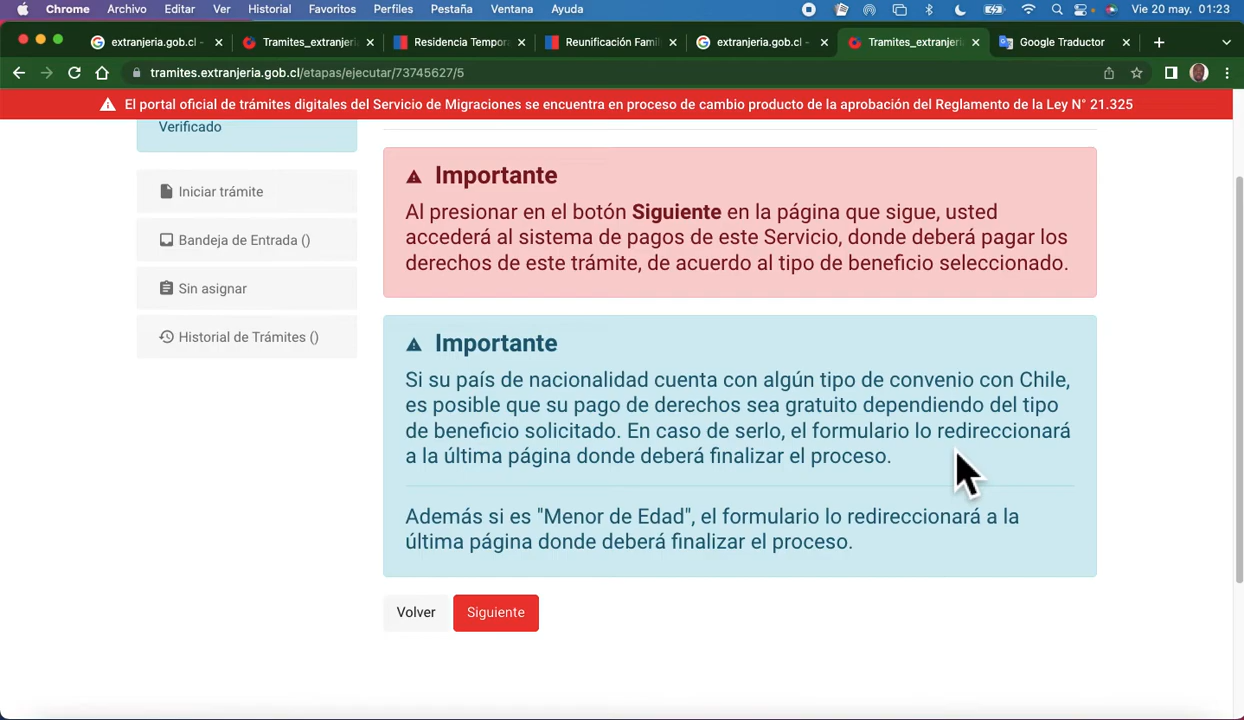 Chrome Archivo Editar Ver Historial Favoritos Perfiles Pestaña Ventana Ayuda Vie 20 may. 01:23
extranjeria.gob.cl - Tramites_extranjeri Residencia Tempora Reunificación Famil extranjeria.gob.cl - Tramites_extranjeri Google Traductor
tramites.extranjeria.gob.cl/etapas/ejecutar/73745627/5
El portal oficial de trámites digitales del Servicio de Migraciones se encuentra en proceso de cambio producto de la aprobación del Reglamento de la Ley N° 21.325
Verificado
Iniciar trámite
Bandeja de Entrada ()
Sin asignar
Historial de Trámites ()
Importante
Al presionar en el botón Siguiente en la página que sigue, usted
accederá al sistema de pagos de este Servicio, donde deberá pagar los
derechos de este trámite, de acuerdo al tipo de beneficio seleccionado.
Importante
Si su país de nacionalidad cuenta con algún tipo de convenio con Chile,
es posible que su pago de derechos sea gratuito dependiendo del tipo
de beneficio solicitado. En caso de serlo, el formulario lo redireccionará
a la última página donde deberá finalizar el proceso.
Además si es "Menor de Edad", el formulario lo redireccionará a la
última página donde deberá finalizar el proceso.
Volver Siguiente